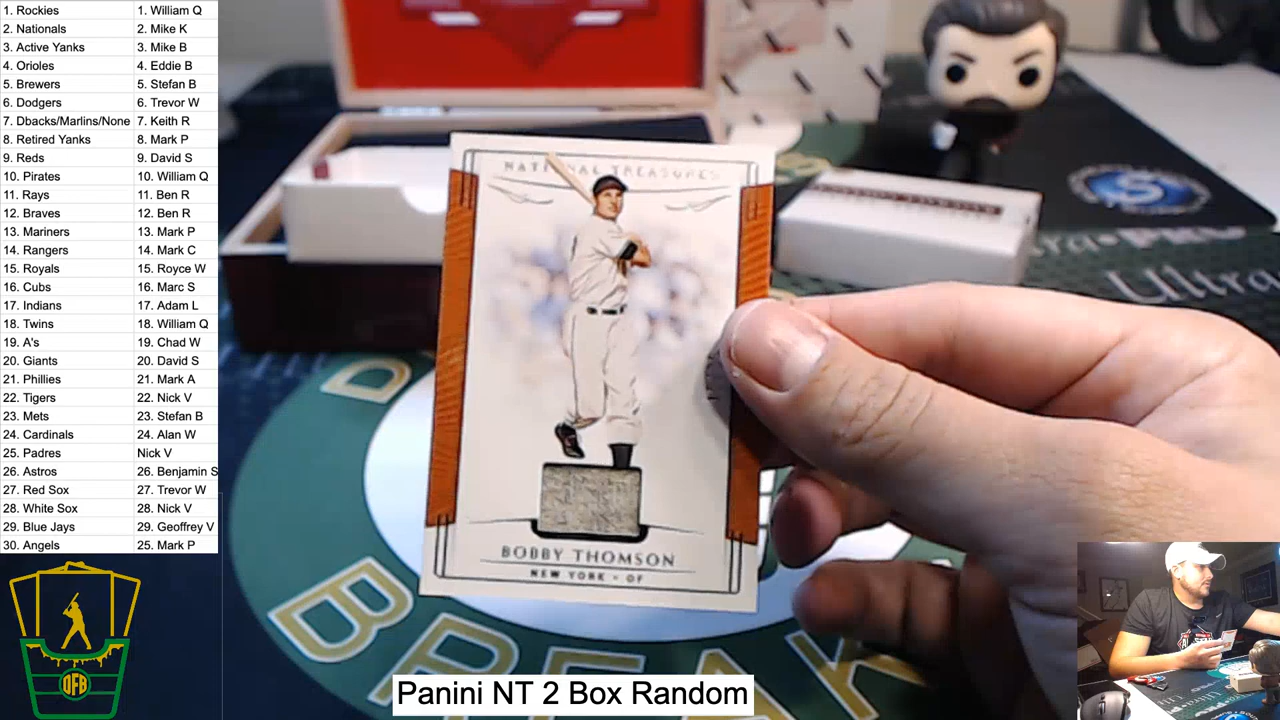 1. Rockies 1. William Q
2. Nationals 2. Mike K
3. Active Yanks 3. Mike B
4. Orioles 4. Eddie B
5. Brewers 5. Stefan B
6. Dodgers 6. Trevor W
7. Dbacks/Marlins/None 7. Keith R
8. Retired Yanks 8. Mark P
9. Reds 9. David S
10. Pirates 10. William Q
11. Rays 11. Ben R
12. Braves 12. Ben R
13. Mariners 13. Mark P
14. Rangers 14. Mark C
15. Royals 15. Royce W
16. Cubs 16. Marc S
17. Indians 17. Adam L
18. Twins 18. William Q
19. A's 19. Chad W
20. Giants 20. David S
21. Phillies 21. Mark A
22. Tigers 22. Nick V
23. Mets 23. Stefan B
24. Cardinals 24. Alan W
25. Padres Nick V
26. Astros 26. Benjamin S
27. Red Sox 27. Trevor W
28. White Sox 28. Nick V
29. Blue Jays 29. Geoffrey V
30. Angels 25. Mark P
NATIONAL TREASURES
BOBBY THOMSON
NEW YORK - OF
Ultra PRO
Ultra
BREAK
DFB
Panini NT 2 Box Random